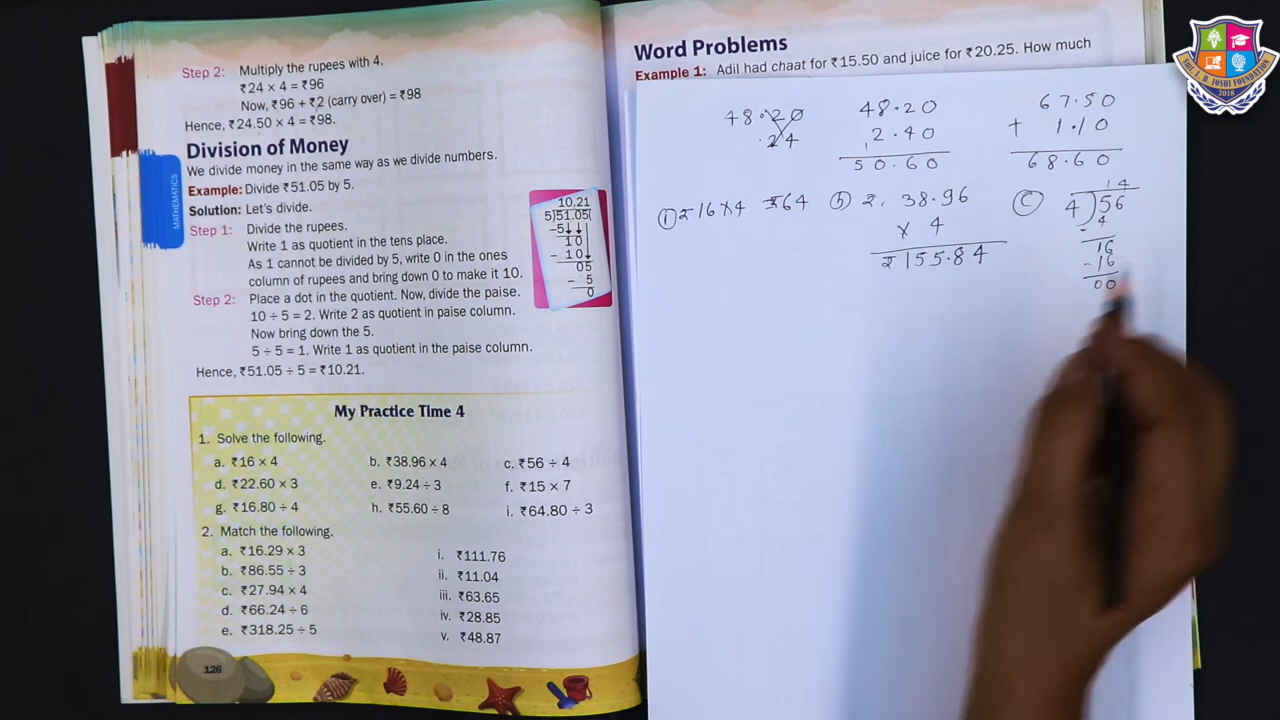 Step 2: Multiply the rupees with 4.
₹24 × 4 = ₹96
Now, ₹96 + ₹2 (carry over) = ₹98
Hence, ₹24.50 × 4 = ₹98.
Division of Money
We divide money in the same way as we divide numbers.
Example: Divide ₹51.05 by 5.
Solution: Let's divide.
Step 1: Divide the rupees.
Write 1 as quotient in the tens place.
As 1 cannot be divided by 5, write 0 in the ones
column of rupees and bring down 0 to make it 10.
Step 2: Place a dot in the quotient. Now, divide the paise.
10 ÷ 5 = 2. Write 2 as quotient in paise column.
Now bring down the 5.
5 ÷ 5 = 1. Write 1 as quotient in the paise column.
Hence, ₹51.05 ÷ 5 = ₹10.21.
10.21
5)51.05(
-5
10
- 10
05
- 5
0
MATHEMATICS
My Practice Time 4
1. Solve the following.
a. ₹16 × 4 b. ₹38.96 × 4 c. ₹56 ÷ 4
d. ₹22.60 × 3 e. ₹9.24 ÷ 3 f. ₹15 × 7
g. ₹16.80 ÷ 4 h. ₹55.60 ÷ 8 i. ₹64.80 ÷ 3
2. Match the following.
a. ₹16.29 × 3 i. ₹111.76
b. ₹86.55 ÷ 3 ii. ₹11.04
c. ₹27.94 × 4 iii. ₹63.65
d. ₹66.24 ÷ 6 iv. ₹28.85
e. ₹318.25 ÷ 5 v. ₹48.87
126
Word Problems
Example 1: Adil had chaat for ₹15.50 and juice for ₹20.25. How much
48.20
.24
48.20
2.40
50.60
67.50
+ 1.10
68.60
① ₹16×4 ₹64
ⓑ ₹. 38.96
× 4
₹155.84
Ⓒ 14
4)56
- 4
16
- 16
00
SH. L. D. JOSHI FOUNDATION
2018